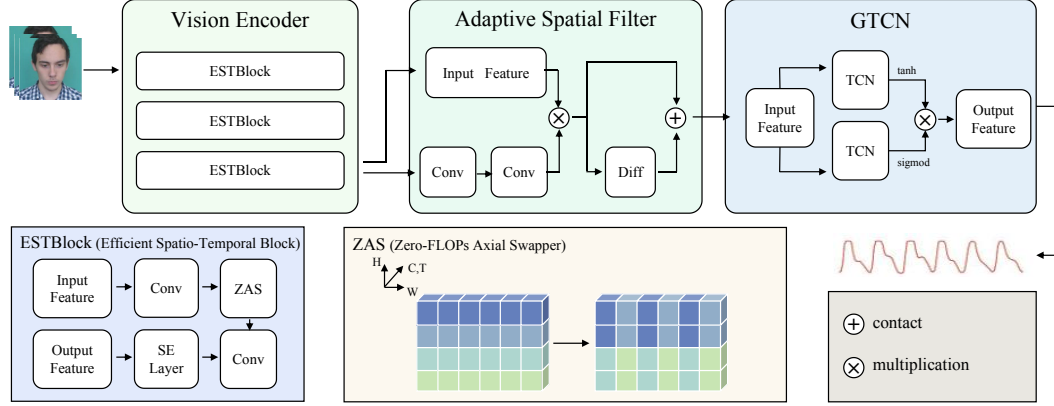 Vision Encoder
ESTBlock
ESTBlock
ESTBlock
Adaptive Spatial Filter
Input Feature
Conv
Conv
Diff
GTCN
Input
Feature
TCN
TCN
tanh
sigmod
Output
Feature
ESTBlock (Efficient Spatio-Temporal Block)
Input
Feature
Conv
ZAS
Output
Feature
SE
Layer
Conv
ZAS (Zero-FLOPs Axial Swapper)
H
C,T
W
contact
multiplication